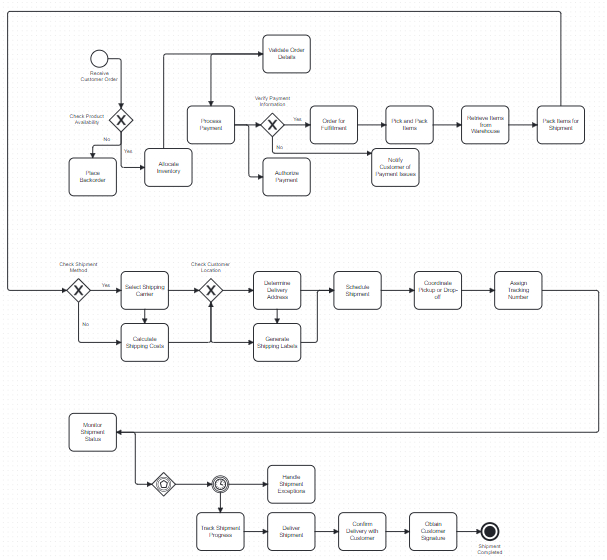 Validate Order
Details
Receive
Customer Order
Check Product
Availability
No
Yes
Place
Backorder
Allocate
Inventory
Process
Payment
Verify Payment
Information
Yes
No
Order for
Fulfillment
Pick and Pack
Items
Retrieve Items
from
Warehouse
Pack Items for
Shipment
Authorize
Payment
Notify
Customer of
Payment Issues
Check Shipment
Method
Yes
No
Select Shipping
Carrier
Calculate
Shipping Costs
Check Customer
Location
Determine
Delivery
Address
Generate
Shipping Labels
Schedule
Shipment
Coordinate
Pickup or Drop-
off
Assign
Tracking
Number
Monitor
Shipment
Status
Handle
Shipment
Exceptions
Track Shipment
Progress
Deliver
Shipment
Confirm
Delivery with
Customer
Obtain
Customer
Signature
Shipment
Completed